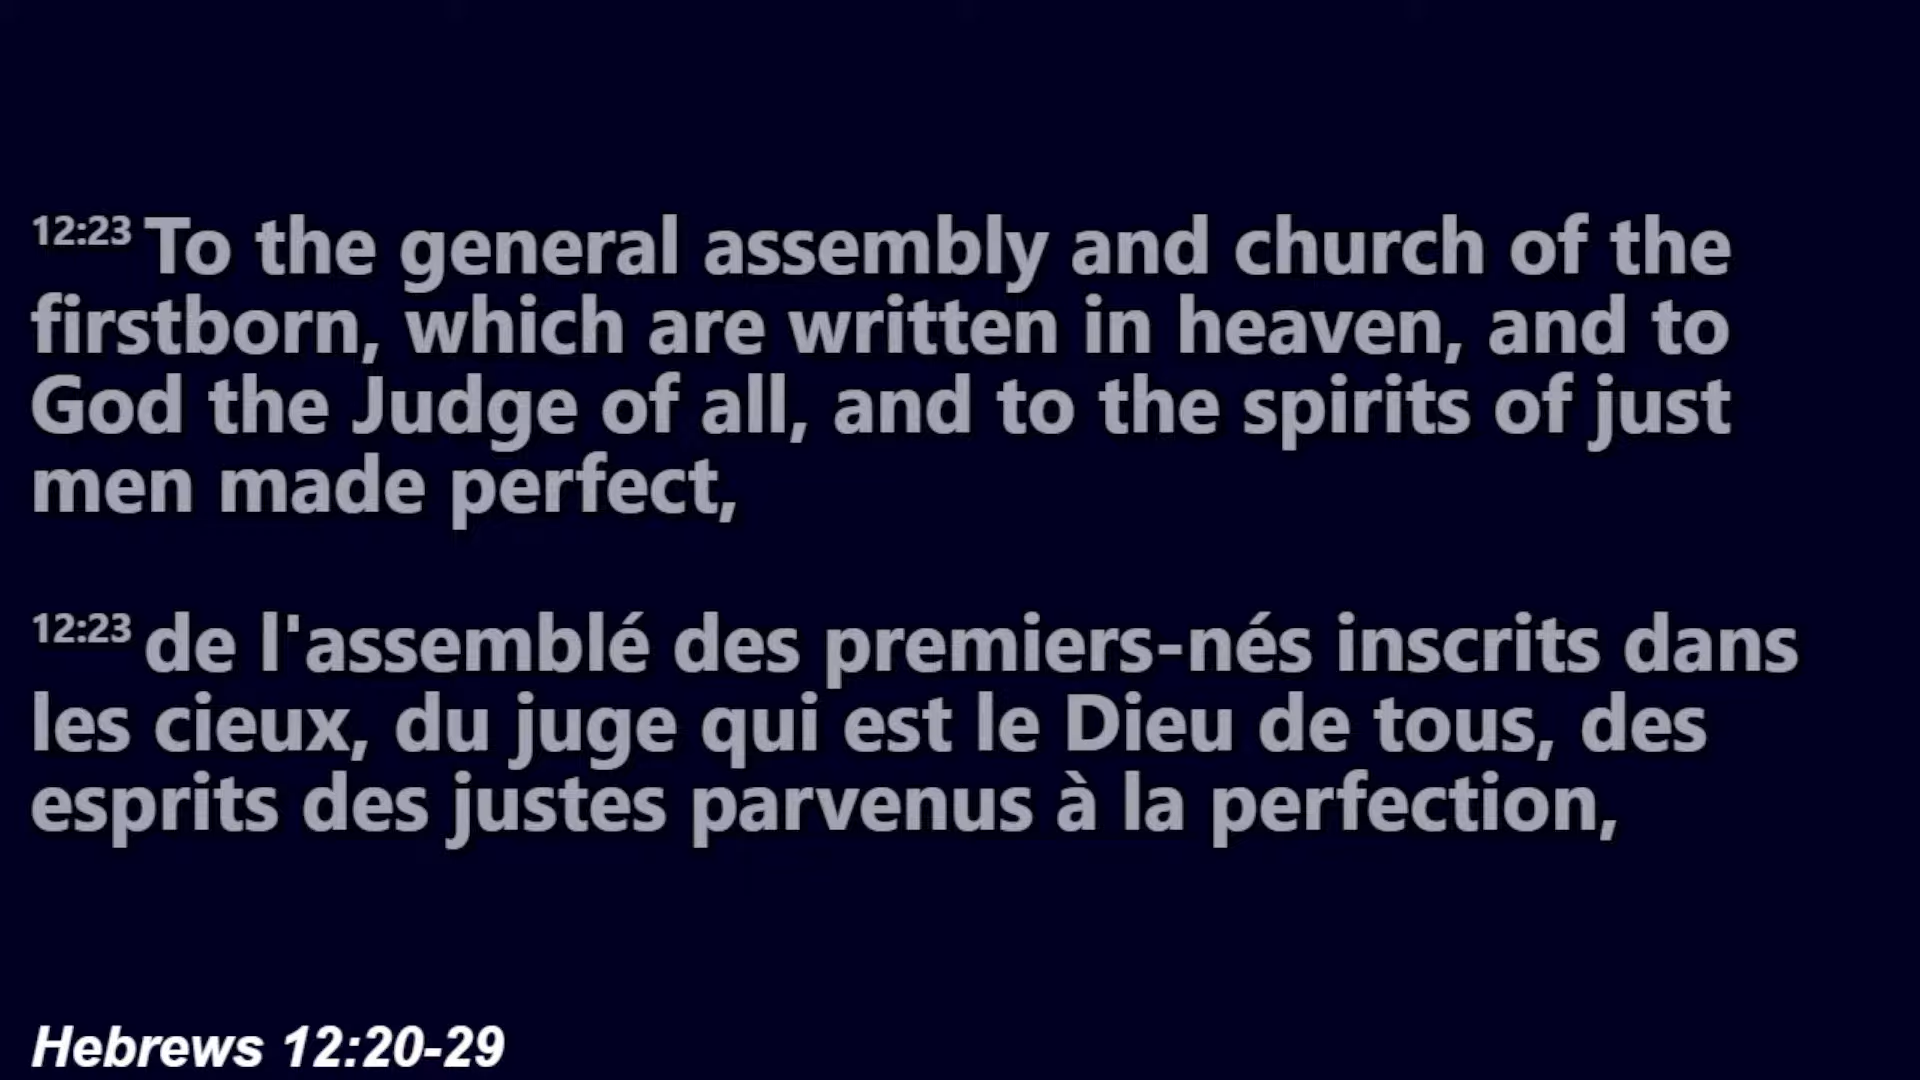 12:23 To the general assembly and church of the
firstborn, which are written in heaven, and to
God the Judge of all, and to the spirits of just
men made perfect,
12:23 de l'assemblé des premiers-nés inscrits dans
les cieux, du juge qui est le Dieu de tous, des
esprits des justes parvenus à la perfection,
Hebrews 12:20-29